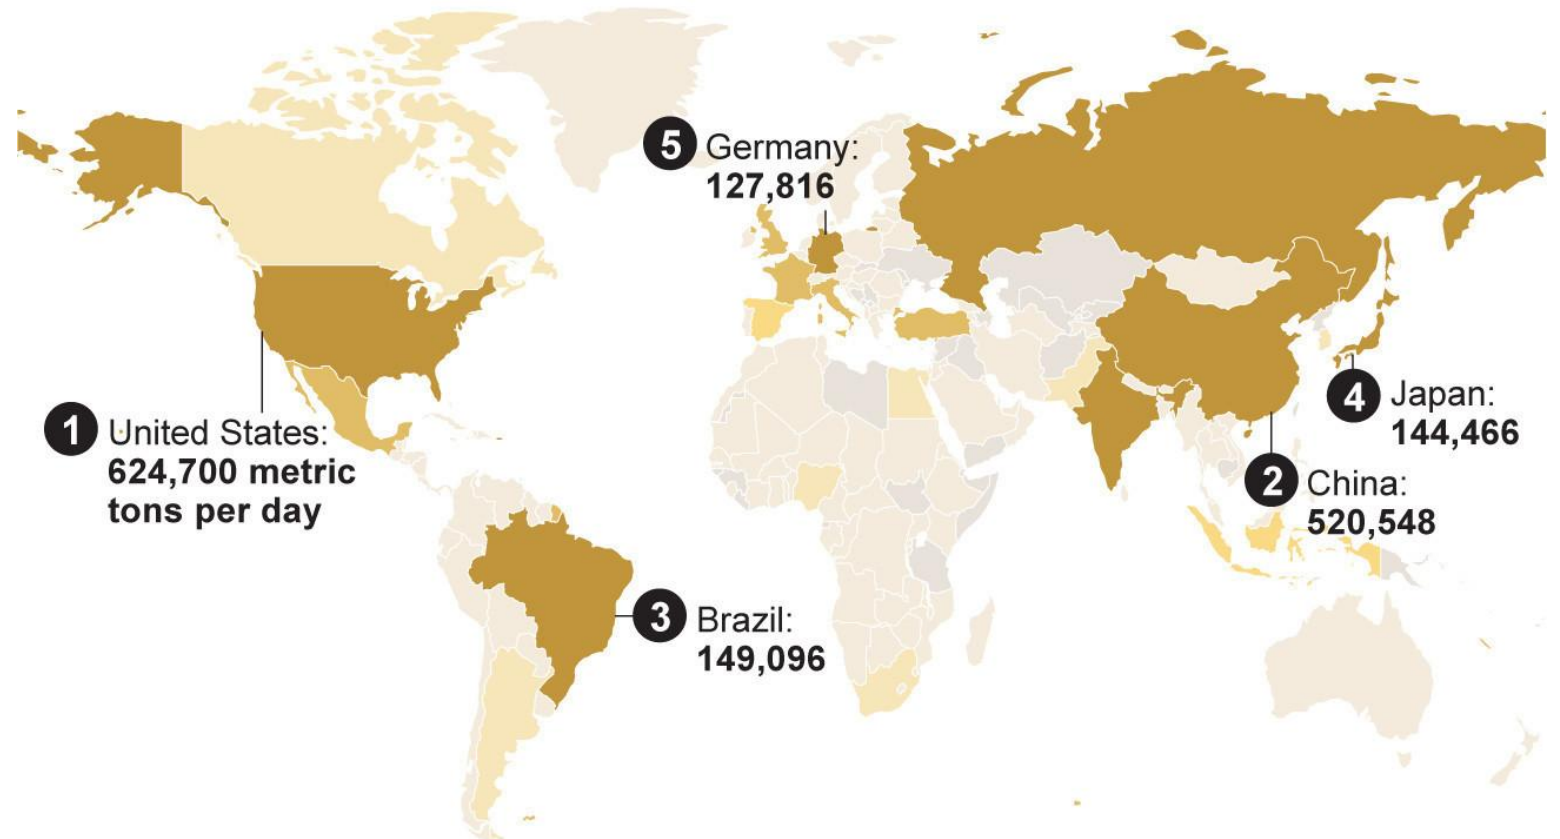 5 Germany:
127,816
1 United States:
624,700 metric
tons per day
4 Japan:
144,466
2 China:
520,548
3 Brazil:
149,096